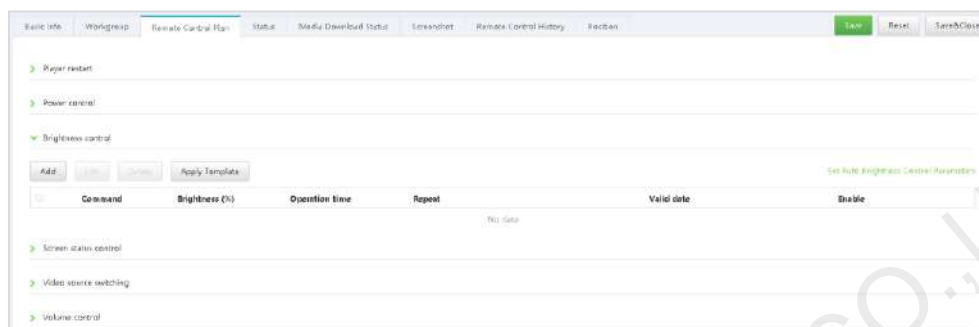 Basic Info Workgroup Remote Control Plan Status Media Download Status Screenshot Remote Control History Position Save Reset Save&Close
Player restart
Power control
Brightness control
Add Edit Delete Apply Template Set Auto Brightness Control Parameters
Command Brightness (%) Operation time Repeat Valid date Enable
No data
Screen status control
Video source switching
Volume control